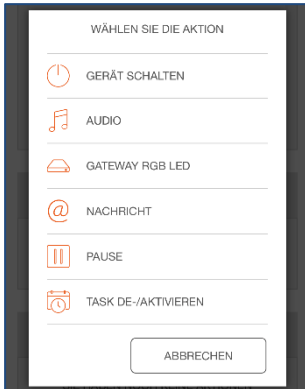 WÄHLEN SIE DIE AKTION
GERÄT SCHALTEN
AUDIO
GATEWAY RGB LED
NACHRICHT
PAUSE
TASK DE-/AKTIVIEREN
ABBRECHEN